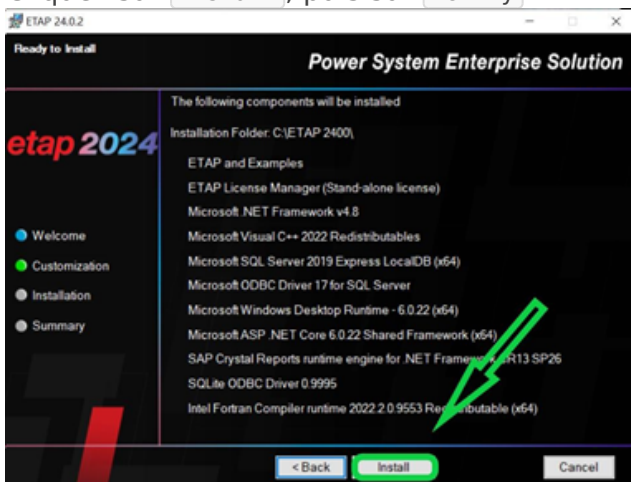 ETAP 24.0.2
Ready to Install
Power System Enterprise Solution
The following components will be installed
etap 2024
Installation Folder: C:\ETAP 2400\
ETAP and Examples
ETAP License Manager (Stand-alone license)
Microsoft .NET Framework v4.8
Welcome
Microsoft Visual C++ 2022 Redistributables
Customization
Microsoft SQL Server 2019 Express LocalDB (x64)
Microsoft ODBC Driver 17 for SQL Server
Installation
Microsoft Windows Desktop Runtime - 6.0.22 (x64)
Summary
Microsoft ASP .NET Core 6.0.22 Shared Framework (x64)
SAP Crystal Reports runtime engine for .NET Framework CR13 SP26
SQLite ODBC Driver 0.9995
Intel Fortran Compiler runtime 2022.2.0.9553 Redistributable (x64)
< Back
Install
Cancel